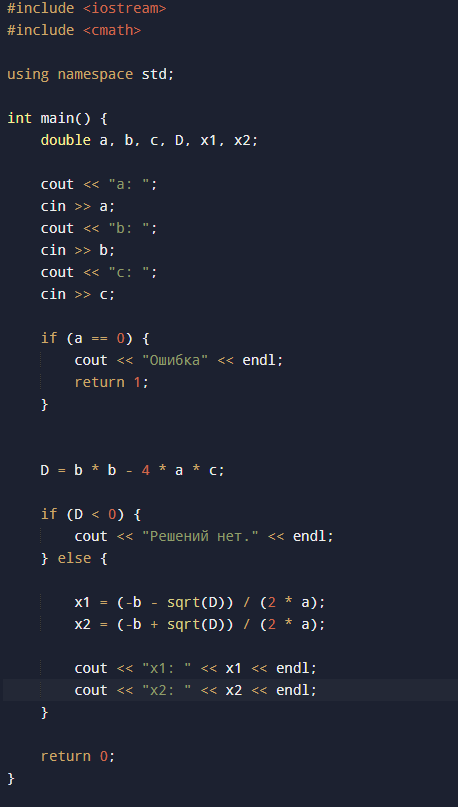 #include <iostream>
#include <cmath>
using namespace std;
int main() {
double a, b, c, D, x1, x2;
cout << "a: ";
cin >> a;
cout << "b: ";
cin >> b;
cout << "c: ";
cin >> c;
if (a == 0) {
cout << "Ошибка" << endl;
return 1;
}
D = b * b - 4 * a * c;
if (D < 0) {
cout << "Решений нет." << endl;
} else {
x1 = (-b - sqrt(D)) / (2 * a);
x2 = (-b + sqrt(D)) / (2 * a);
cout << "x1: " << x1 << endl;
cout << "x2: " << x2 << endl;
}
return 0;
}